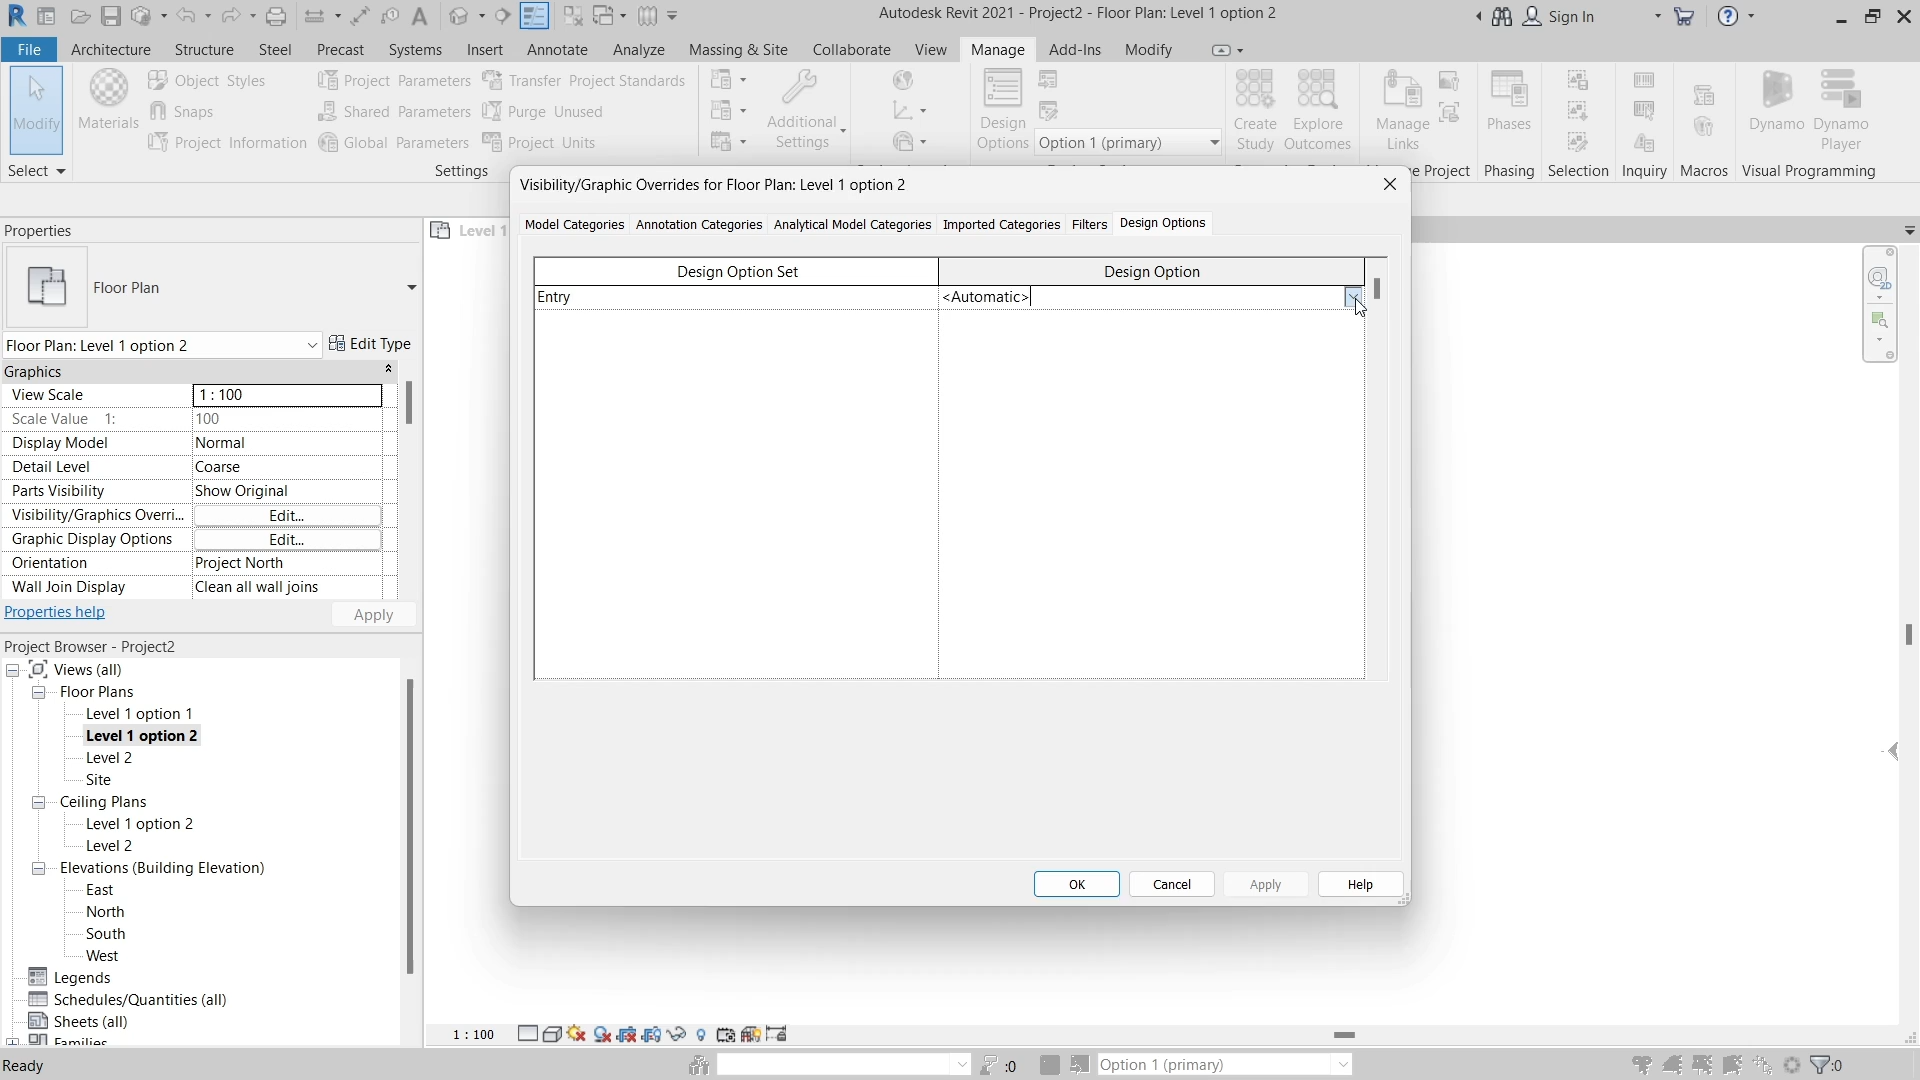 Autodesk Revit 2021 - Project2 - Floor Plan: Level 1 option 2
Sign In
File Architecture Structure Steel Precast Systems Insert Annotate Analyze Massing & Site Collaborate View Manage Add-Ins Modify
Modify
Materials
Object Styles
Snaps
Project Information
Project Parameters
Shared Parameters
Global Parameters
Transfer Project Standards
Purge Unused
Project Units
Additional
Settings
Design
Options
Option 1 (primary)
Create
Study
Explore
Outcomes
Manage
Links
Phases
Dynamo
Dynamo
Player
Select
Settings
e Project
Phasing
Selection
Inquiry
Macros
Visual Programming
Properties
Floor Plan
Floor Plan: Level 1 option 2
Edit Type
Graphics
View Scale 1 : 100
Scale Value 1: 100
Display Model Normal
Detail Level Coarse
Parts Visibility Show Original
Visibility/Graphics Overri... Edit...
Graphic Display Options Edit...
Orientation Project North
Wall Join Display Clean all wall joins
Properties help
Apply
Project Browser - Project2
Views (all)
Floor Plans
Level 1 option 1
Level 1 option 2
Level 2
Site
Ceiling Plans
Level 1 option 2
Level 2
Elevations (Building Elevation)
East
North
South
West
Legends
Schedules/Quantities (all)
Sheets (all)
Families
Level 1
Visibility/Graphic Overrides for Floor Plan: Level 1 option 2
Model Categories Annotation Categories Analytical Model Categories Imported Categories Filters Design Options
Design Option Set Design Option
Entry <Automatic>
OK Cancel Apply Help
1 : 100
Ready
:0
Option 1 (primary)
:0